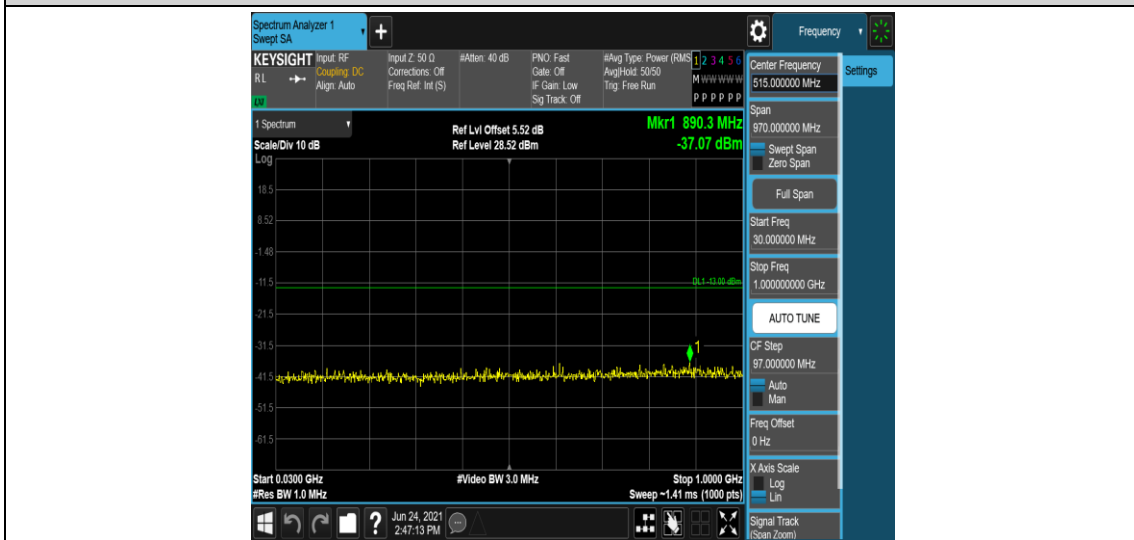 Spectrum Analyzer 1
Swept SA
+
Frequency
KEYSIGHT
RL
Input: RF
Coupling: DC
Align: Auto
Input Z: 50 Ω
Corrections: Off
Freq Ref: Int (S)
#Atten: 40 dB
PNO: Fast
Gate: Off
IF Gain: Low
Sig Track: Off
#Avg Type: Power (RMS
Avg|Hold: 50/50
Trig: Free Run
1 2 3 4 5 6
M W W W W W
P P P P P P
1 Spectrum
Scale/Div 10 dB
Ref Lvl Offset 5.52 dB
Ref Level 28.52 dBm
Mkr1 890.3 MHz
-37.07 dBm
Log
18.5
8.52
-1.48
-11.5
-21.5
-31.5
-41.5
-51.5
-61.5
DL1 -13.00 dBm
1
Start 0.0300 GHz
#Res BW 1.0 MHz
#Video BW 3.0 MHz
Stop 1.0000 GHz
Sweep ~1.41 ms (1000 pts)
?
Jun 24, 2021
2:47:13 PM
Center Frequency
515.000000 MHz
Settings
Span
970.000000 MHz
Swept Span
Zero Span
Full Span
Start Freq
30.000000 MHz
Stop Freq
1.000000000 GHz
AUTO TUNE
CF Step
97.000000 MHz
Auto
Man
Freq Offset
0 Hz
X Axis Scale
Log
Lin
Signal Track
(Span Zoom)